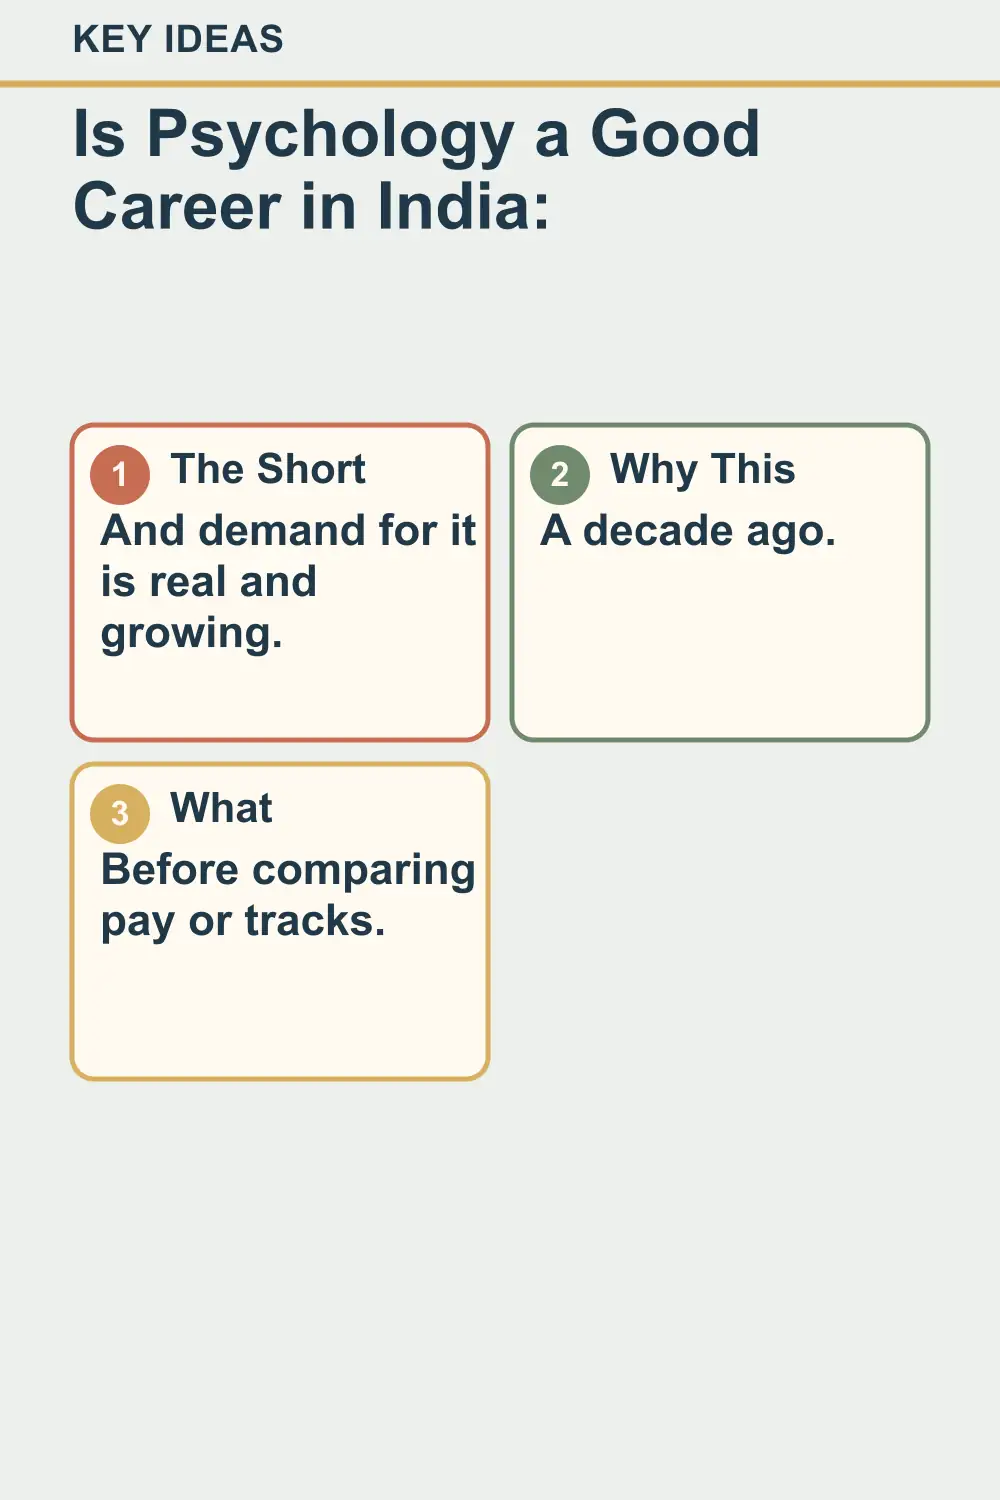 KEY IDEAS
Is Psychology a Good
Career in India:
1 The Short
And demand for it
is real and
growing.
2 Why This
A decade ago.
3 What
Before comparing
pay or tracks.